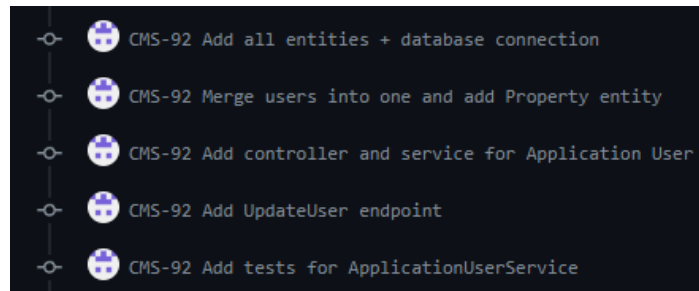 CMS-92 Add all entities + database connection
CMS-92 Merge users into one and add Property entity
CMS-92 Add controller and service for Application User
CMS-92 Add UpdateUser endpoint
CMS-92 Add tests for ApplicationUserService